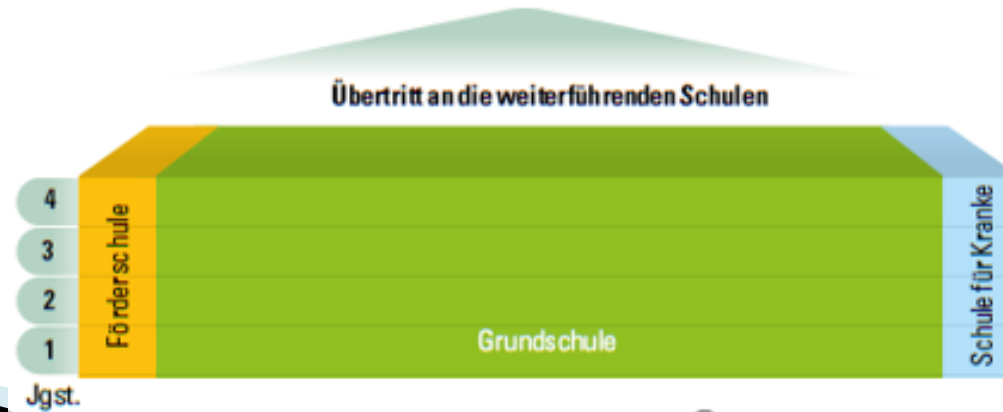 Übertritt an die weiterführenden Schulen
4
3
2
1
Jgst.
Förderschule
Grundschule
Schule für Kranke